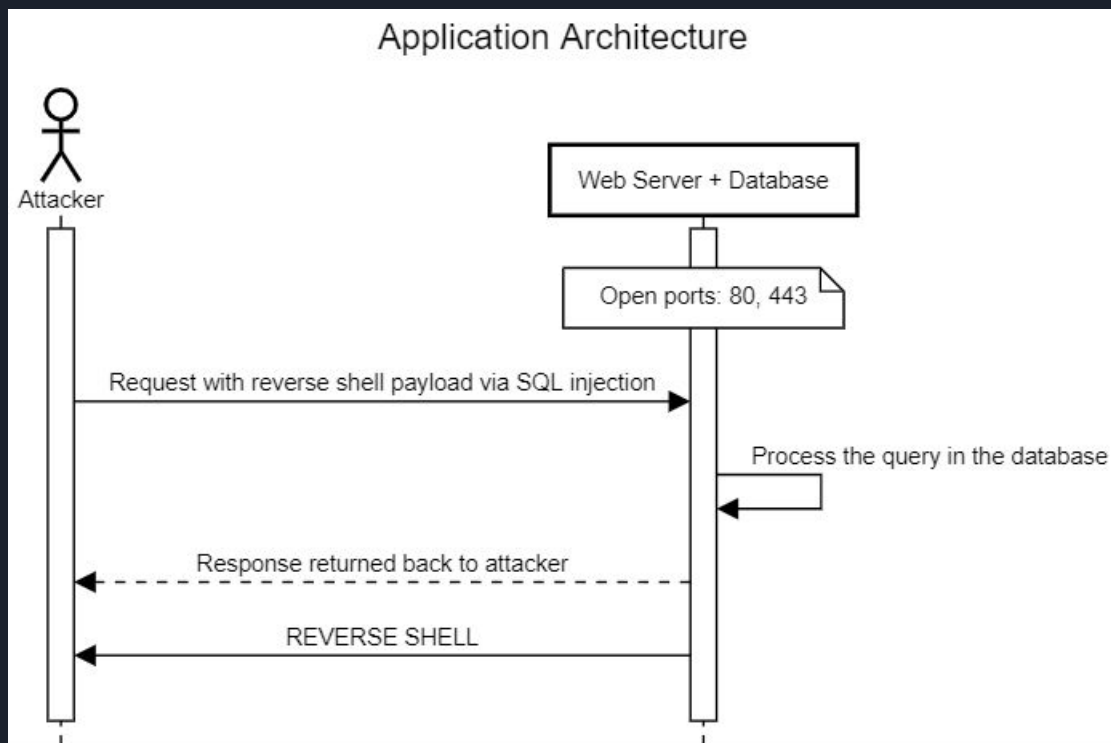 Application Architecture
Attacker
Web Server + Database
Open ports: 80, 443
Request with reverse shell payload via SQL injection
Process the query in the database
Response returned back to attacker
REVERSE SHELL